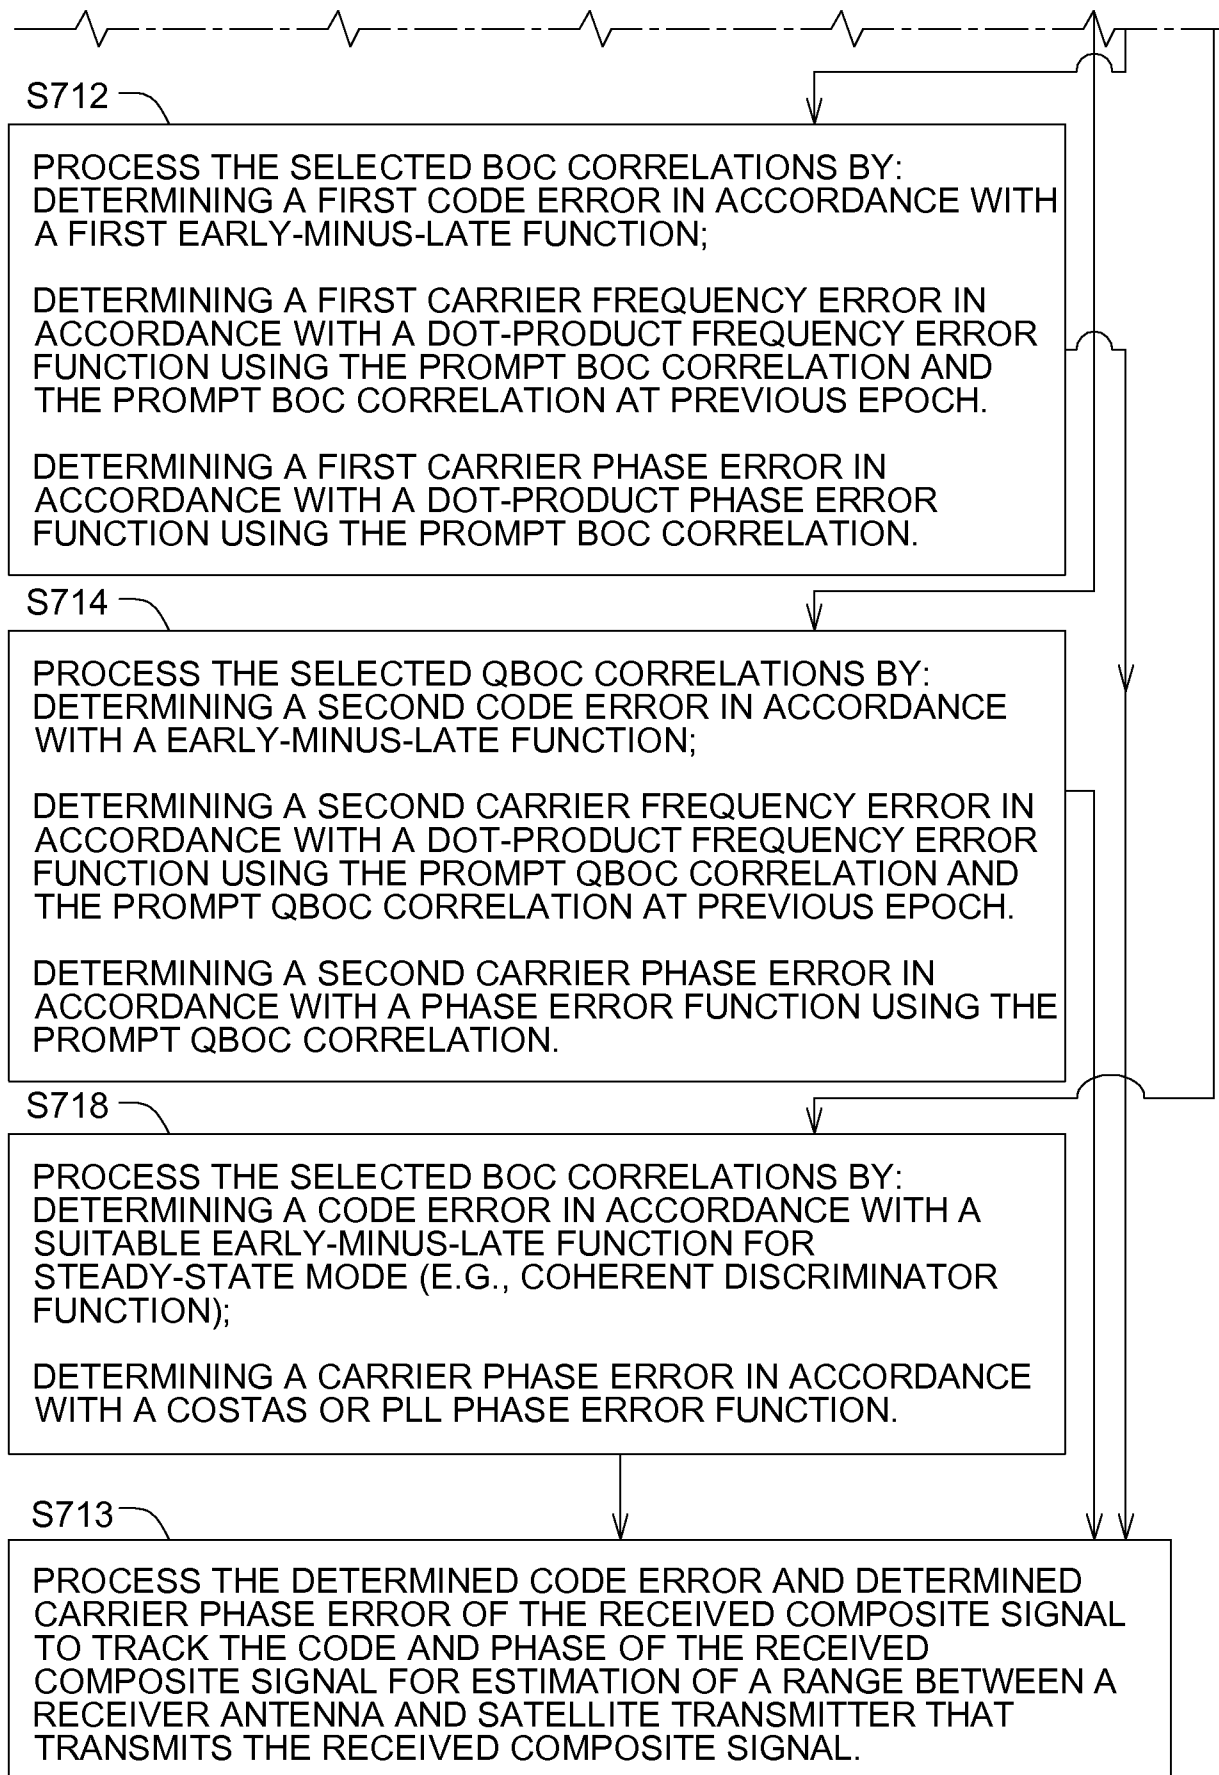 S712
PROCESS THE SELECTED BOC CORRELATIONS BY:
DETERMINING A FIRST CODE ERROR IN ACCORDANCE WITH
A FIRST EARLY-MINUS-LATE FUNCTION;
DETERMINING A FIRST CARRIER FREQUENCY ERROR IN
ACCORDANCE WITH A DOT-PRODUCT FREQUENCY ERROR
FUNCTION USING THE PROMPT BOC CORRELATION AND
THE PROMPT BOC CORRELATION AT PREVIOUS EPOCH.
DETERMINING A FIRST CARRIER PHASE ERROR IN
ACCORDANCE WITH A DOT-PRODUCT PHASE ERROR
FUNCTION USING THE PROMPT BOC CORRELATION.
S714
PROCESS THE SELECTED QBOC CORRELATIONS BY:
DETERMINING A SECOND CODE ERROR IN ACCORDANCE
WITH A EARLY-MINUS-LATE FUNCTION;
DETERMINING A SECOND CARRIER FREQUENCY ERROR IN
ACCORDANCE WITH A DOT-PRODUCT FREQUENCY ERROR
FUNCTION USING THE PROMPT QBOC CORRELATION AND
THE PROMPT QBOC CORRELATION AT PREVIOUS EPOCH.
DETERMINING A SECOND CARRIER PHASE ERROR IN
ACCORDANCE WITH A PHASE ERROR FUNCTION USING THE
PROMPT QBOC CORRELATION.
S718
PROCESS THE SELECTED BOC CORRELATIONS BY:
DETERMINING A CODE ERROR IN ACCORDANCE WITH A
SUITABLE EARLY-MINUS-LATE FUNCTION FOR
STEADY-STATE MODE (E.G., COHERENT DISCRIMINATOR
FUNCTION);
DETERMINING A CARRIER PHASE ERROR IN ACCORDANCE
WITH A COSTAS OR PLL PHASE ERROR FUNCTION.
S713
PROCESS THE DETERMINED CODE ERROR AND DETERMINED
CARRIER PHASE ERROR OF THE RECEIVED COMPOSITE SIGNAL
TO TRACK THE CODE AND PHASE OF THE RECEIVED
COMPOSITE SIGNAL FOR ESTIMATION OF A RANGE BETWEEN A
RECEIVER ANTENNA AND SATELLITE TRANSMITTER THAT
TRANSMITS THE RECEIVED COMPOSITE SIGNAL.